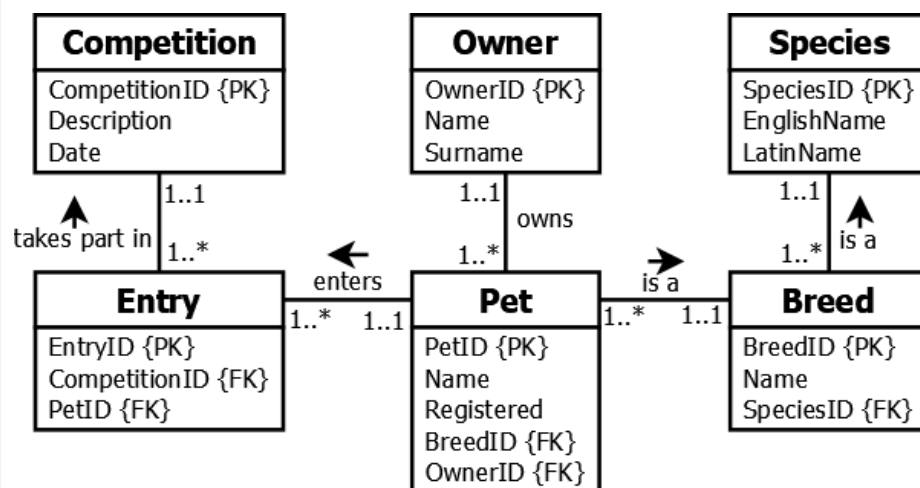 Competition
CompetitionID {PK}
Description
Date
Owner
OwnerID {PK}
Name
Surname
Species
SpeciesID {PK}
EnglishName
LatinName
1..1
takes part in
1..*
1..1
owns
1..*
1..1
is a
1..*
enters
1..*
1..1
is a
1..*
1..1
Entry
EntryID {PK}
CompetitionID {FK}
PetID {FK}
Pet
PetID {PK}
Name
Registered
BreedID {FK}
OwnerID {FK}
Breed
BreedID {PK}
Name
SpeciesID {FK}